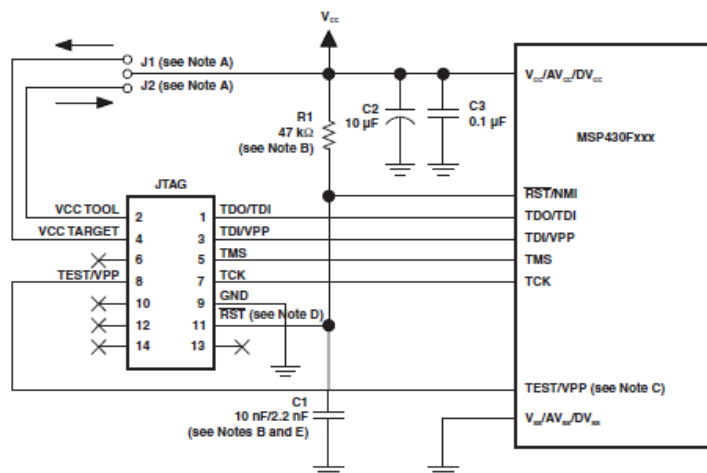 Vcc
J1 (see Note A)
J2 (see Note A)
Vcc/AVcc/DVcc
C2
10 µF
C3
0.1 µF
R1
47 kΩ
(see Note B)
MSP430Fxxx
JTAG
RST/NMI
VCC TOOL 2 1 TDO/TDI
TDO/TDI
VCC TARGET 4 3 TDI/VPP
TDI/VPP
6 5 TMS
TMS
TEST/VPP 8 7 TCK
TCK
10 9 GND
12 11 RST (see Note D)
14 13
TEST/VPP (see Note C)
C1
10 nF/2.2 nF
(see Notes B and E)
Vss/AVss/DVss